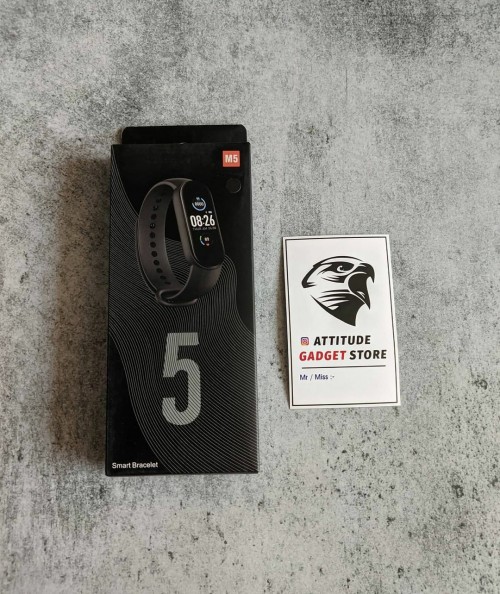 M5
08:26
5
Smart Bracelet
ATTITUDE
GADGET STORE
Mr / Miss :-